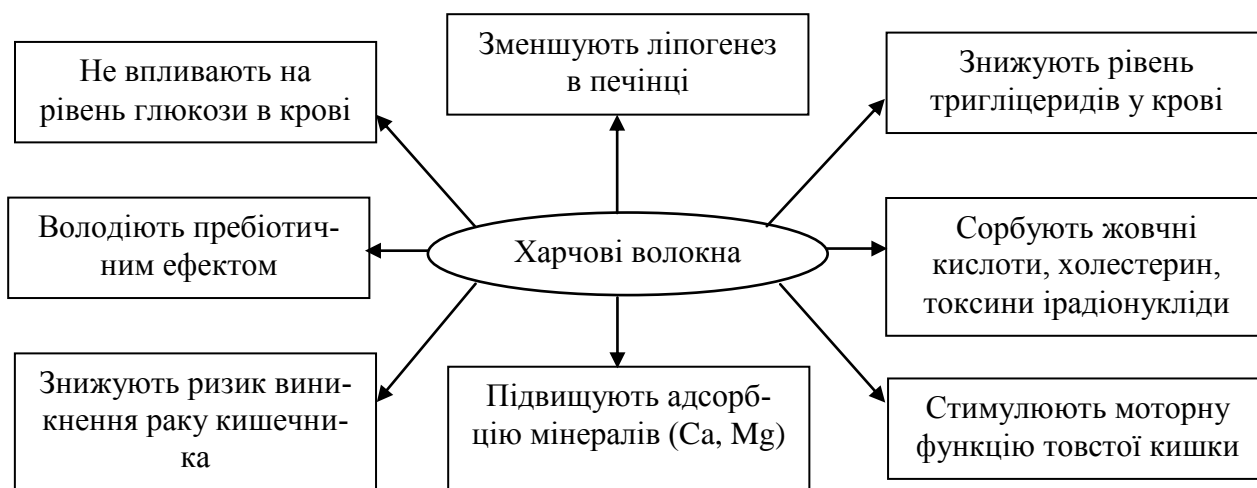 Не впливають на
рівень глюкози в крові
Зменшують ліпогенез
в печінці
Знижують рівень
тригліцеридів у крові
Володіють пребіотич-
ним ефектом
Харчові волокна
Сорбують жовчні
кислоти, холестерин,
токсини ірадіонукліди
Знижують ризик вини-
кнення раку кишечни-
ка
Підвищують адсорб-
цію мінералів (Ca, Mg)
Стимулюють моторну
функцію товстої кишки